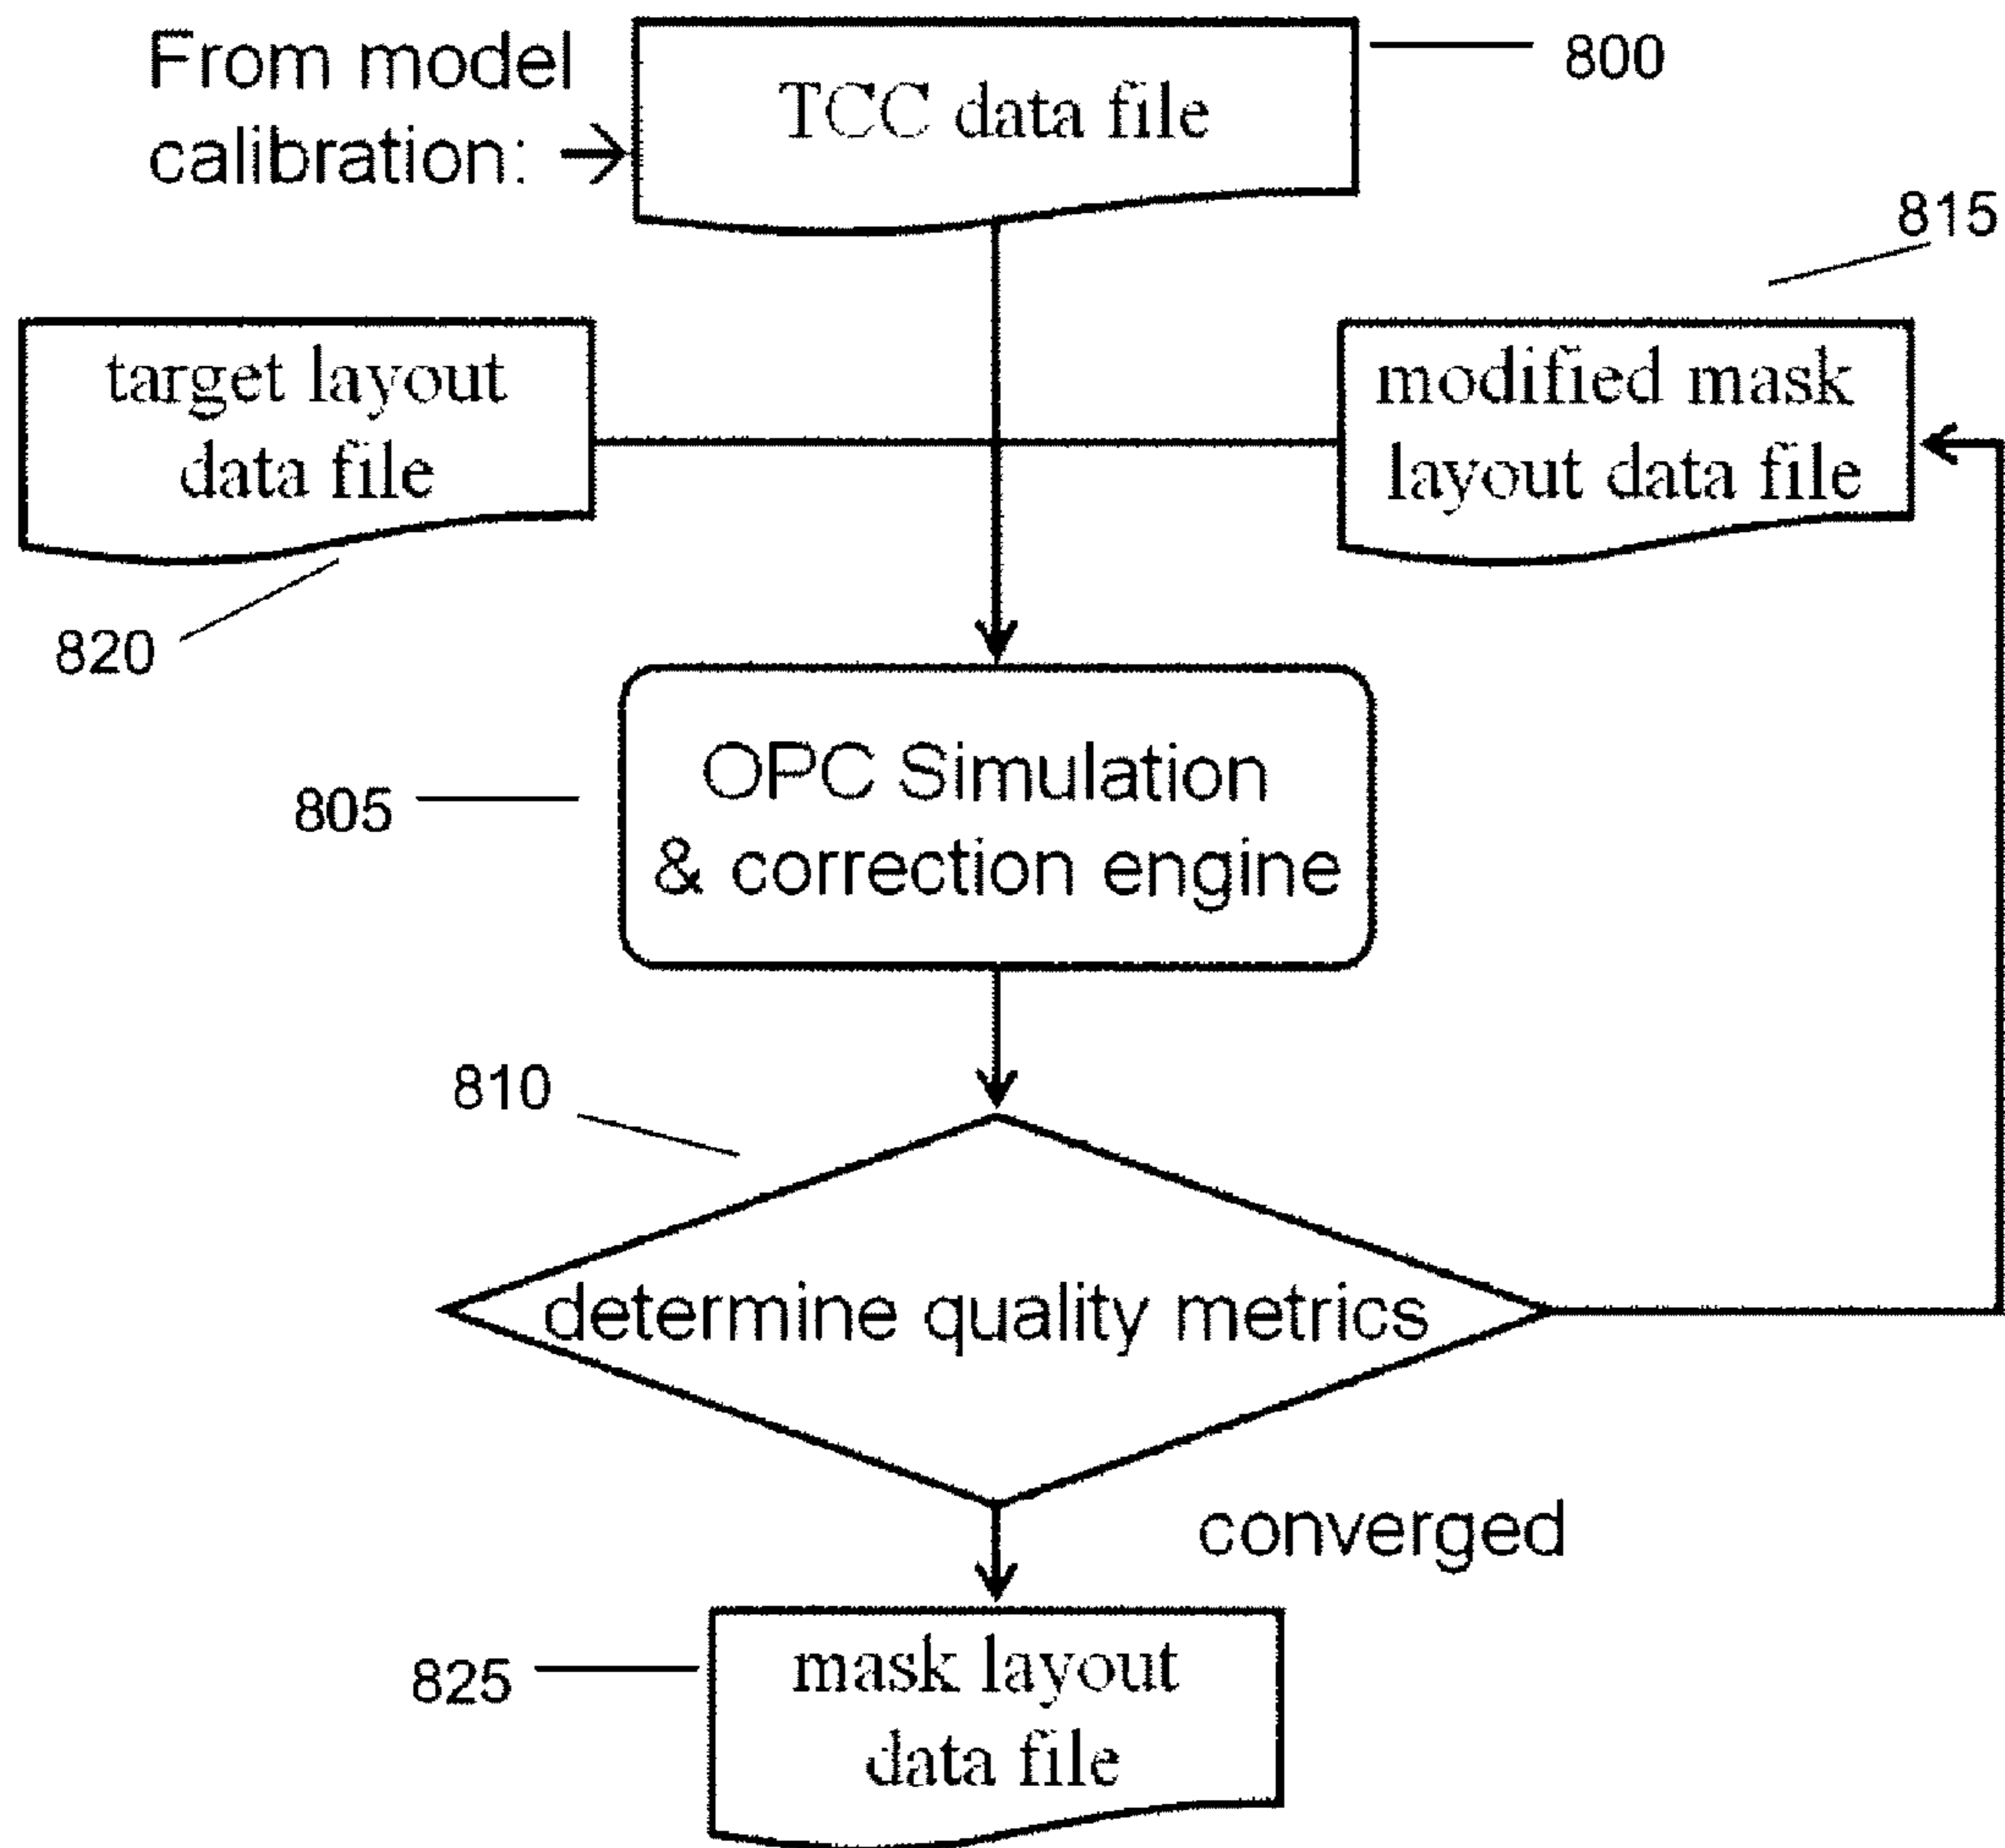 From model
calibration:
TCC data file
800
815
target layout
data file
modified mask
layout data file
820
OPC Simulation
& correction engine
805
810
determine quality metrics
converged
825
mask layout
data file